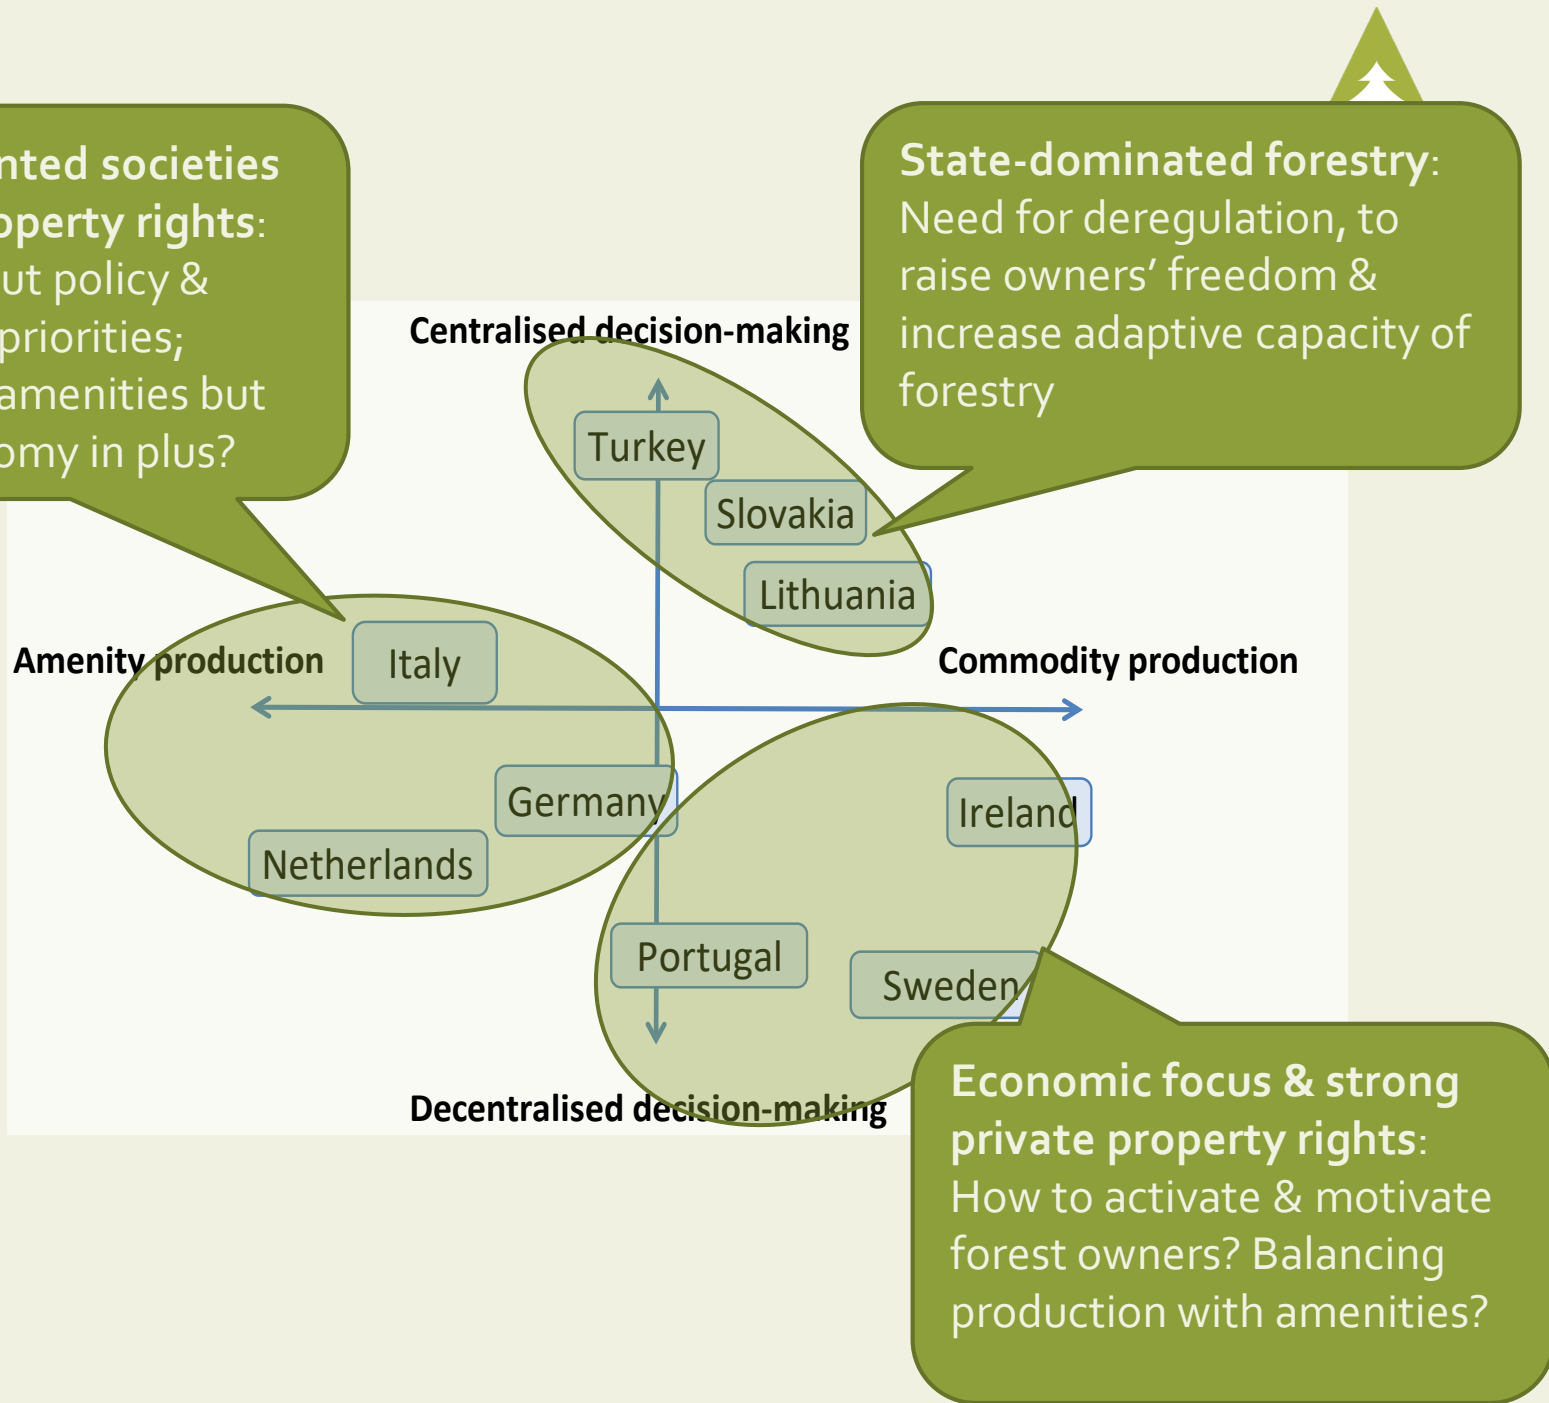 nted societies
operty rights:
ut policy &
priorities;
amenities but
omy in plus?
State-dominated forestry:
Need for deregulation, to
raise owners’ freedom &
increase adaptive capacity of
forestry
Centralised decision-making
Turkey
Slovakia
Lithuania
Amenity production
Italy
Commodity production
Germany
Ireland
Netherlands
Portugal
Sweden
Decentralised decision-making
Economic focus & strong
private property rights:
How to activate & motivate
forest owners? Balancing
production with amenities?